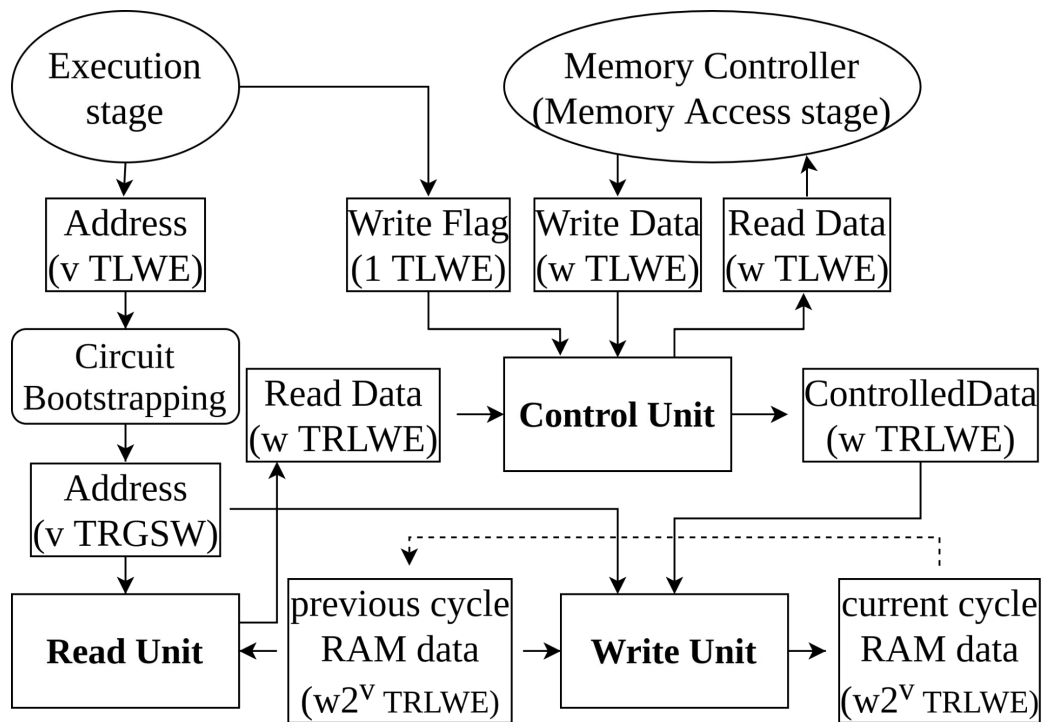 Execution
stage
Memory Controller
(Memory Access stage)
Address
(v TLWE)
Write Flag
(1 TLWE)
Write Data
(w TLWE)
Read Data
(w TLWE)
Circuit
Bootstrapping
Read Data
(w TRLWE)
Control Unit
ControlledData
(w TRLWE)
Address
(v TRGSW)
Read Unit
previous cycle
RAM data
(w2^v TRLWE)
Write Unit
current cycle
RAM data
(w2^v TRLWE)